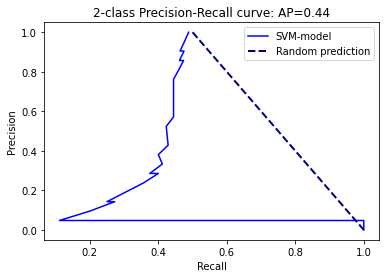 2-class Precision-Recall curve: AP=0.44
SVM-model
Random prediction
Precision
1.0
0.8
0.6
0.4
0.2
0.0
0.2
0.4
0.6
0.8
1.0
Recall